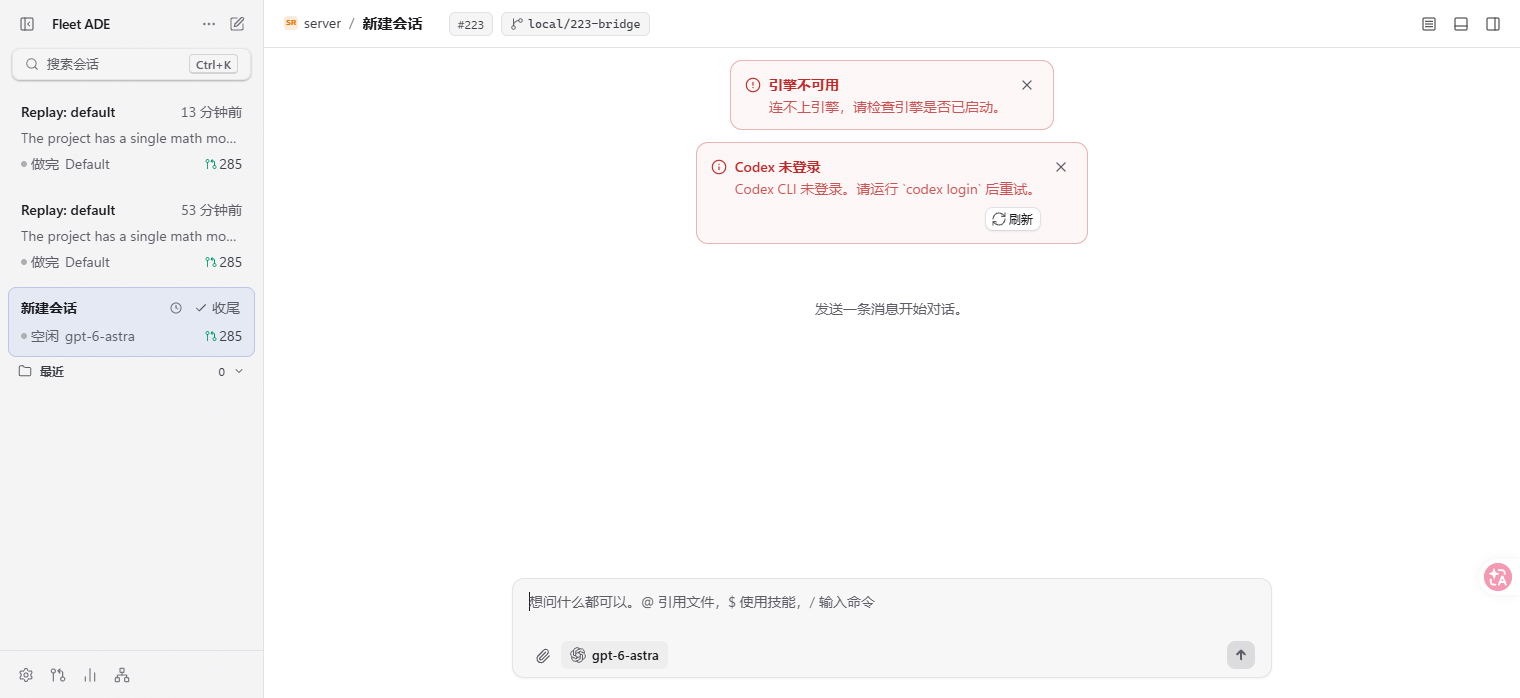 Fleet ADE
搜索会话 Ctrl+K
Replay: default 13 分钟前
The project has a single math mo...
做完 Default 285
Replay: default 53 分钟前
The project has a single math mo...
做完 Default 285
新建会话 收尾
空闲 gpt-6-astra 285
最近 0
SR server / 新建会话 #223 local/223-bridge
引擎不可用
连不上引擎，请检查引擎是否已启动。
Codex 未登录
Codex CLI 未登录。请运行 `codex login` 后重试。
刷新
发送一条消息开始对话。
想问什么都可以。@ 引用文件，$ 使用技能，/ 输入命令
gpt-6-astra